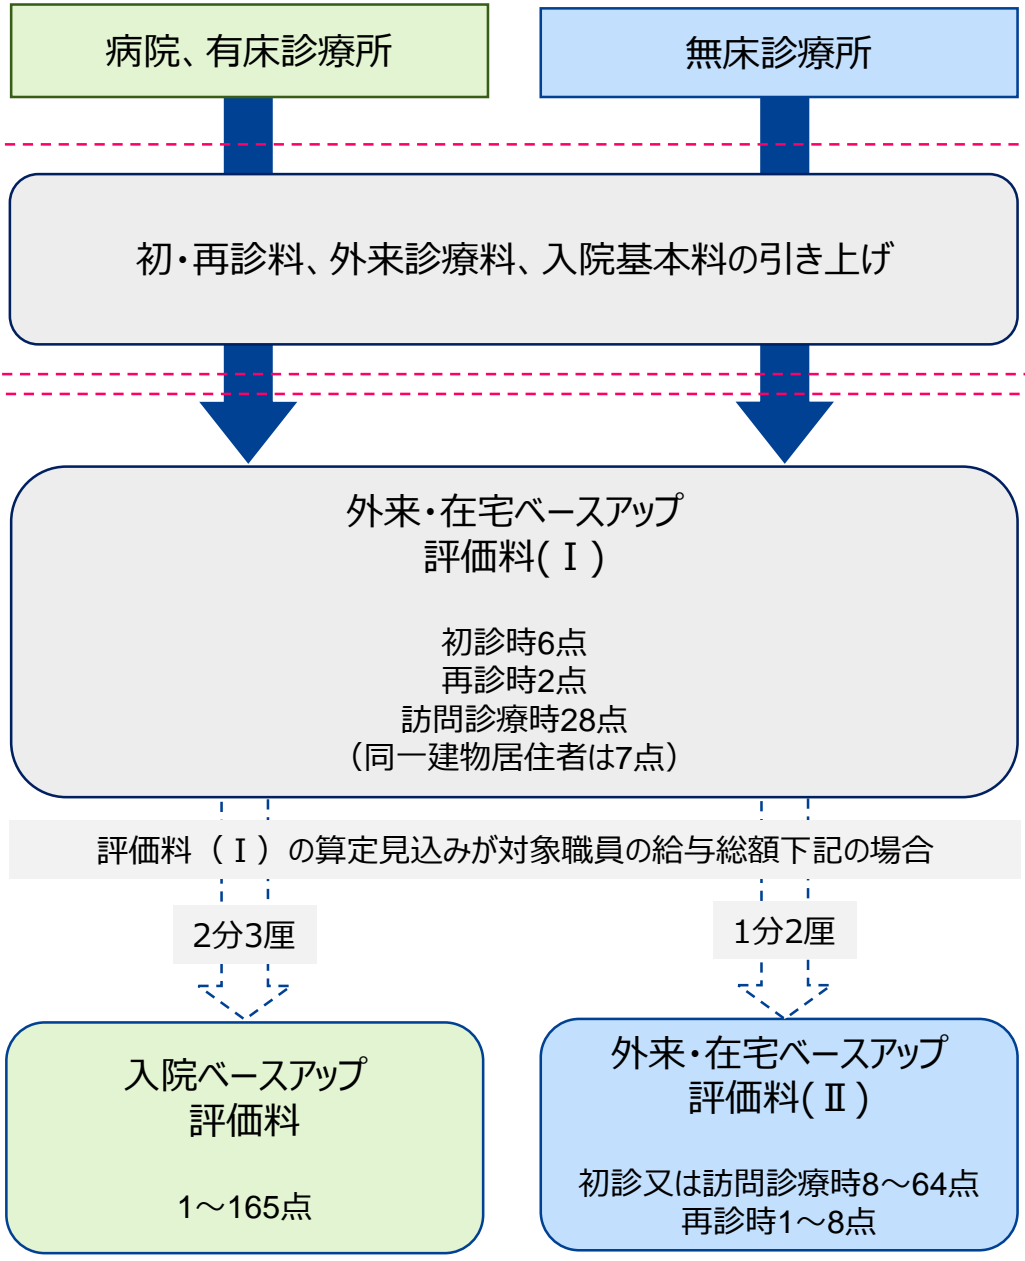 病院、有床診療所
無床診療所
初・再診料、外来診療料、入院基本料の引き上げ
外来・在宅ベースアップ
評価料(Ⅰ)
初診時6点
再診時2点
訪問診療時28点
（同一建物居住者は7点）
評価料（Ⅰ）の算定見込みが対象職員の給与総額下記の場合
2分3厘
1分2厘
入院ベースアップ
評価料
1～165点
外来・在宅ベースアップ
評価料(Ⅱ)
初診又は訪問診療時8～64点
再診時1～8点